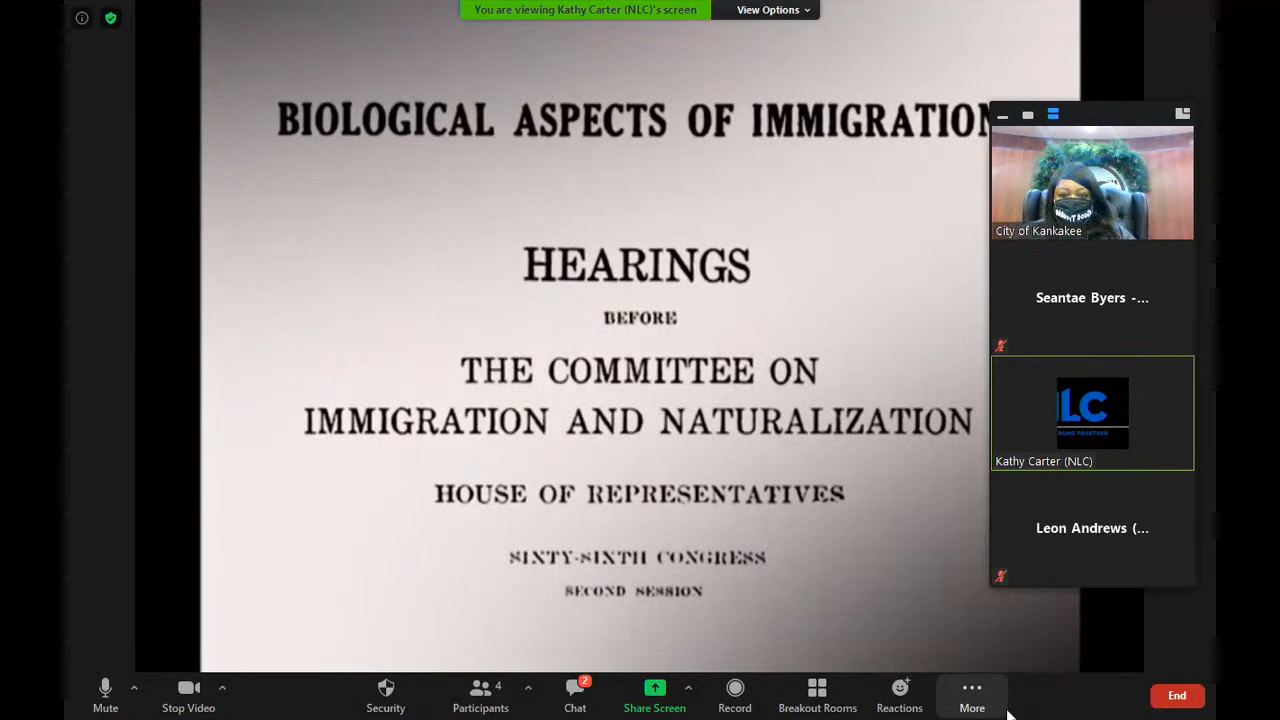 You are viewing Kathy Carter (NLC)'s screen
View Options
BIOLOGICAL ASPECTS OF IMMIGRATION
HEARINGS
BEFORE
THE COMMITTEE ON
IMMIGRATION AND NATURALIZATION
HOUSE OF REPRESENTATIVES
SIXTY-SIXTH CONGRESS
SECOND SESSION
City of Kankakee
Seantae Byers -...
NLC
Kathy Carter (NLC)
Leon Andrews (...
Mute
Stop Video
Security
4
Participants
2
Chat
Share Screen
Record
Breakout Rooms
Reactions
More
End